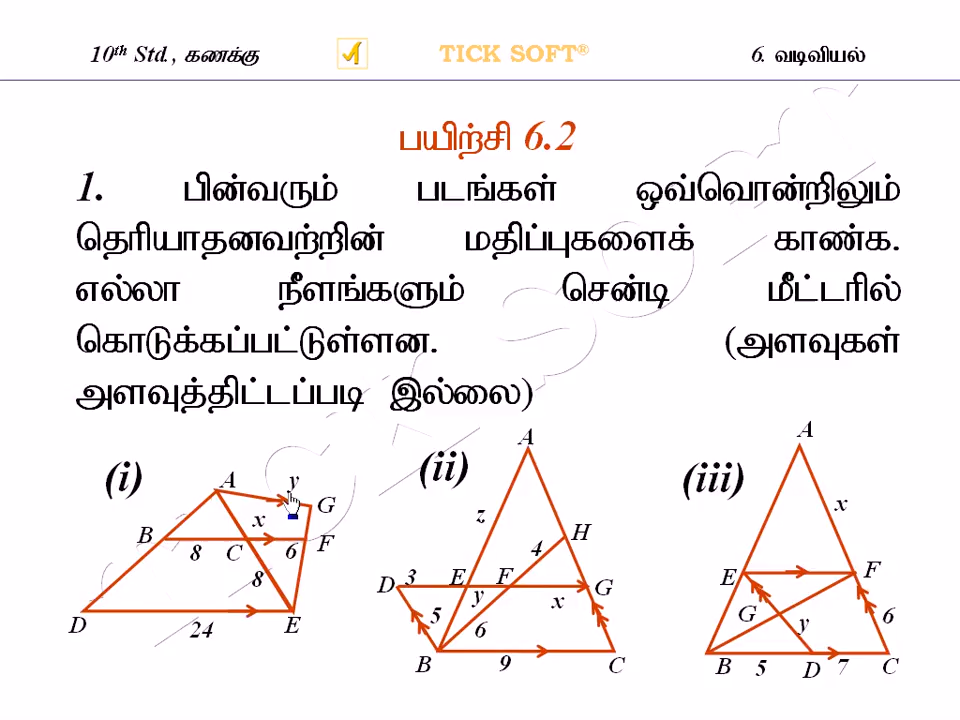 10th Std., கணக்கு TICK SOFT® 6. வடிவியல்
பயிற்சி 6.2
1. பின்வரும் படங்கள் ஒவ்வொன்றிலும்
தெரியாதனவற்றின் மதிப்புகளைக் காண்க.
எல்லா நீளங்களும் சென்டி மீட்டரில்
கொடுக்கப்பட்டுள்ளன. (அளவுகள்
அளவுத்திட்டப்படி இல்லை)
(i)
A y G
B x F
8 C 6
8
D 24 E
(ii)
A
z H
4
D 3 E F G
y x
5 6
B 9 C
(iii)
A
x
E F
G y 6
B 5 D 7 C